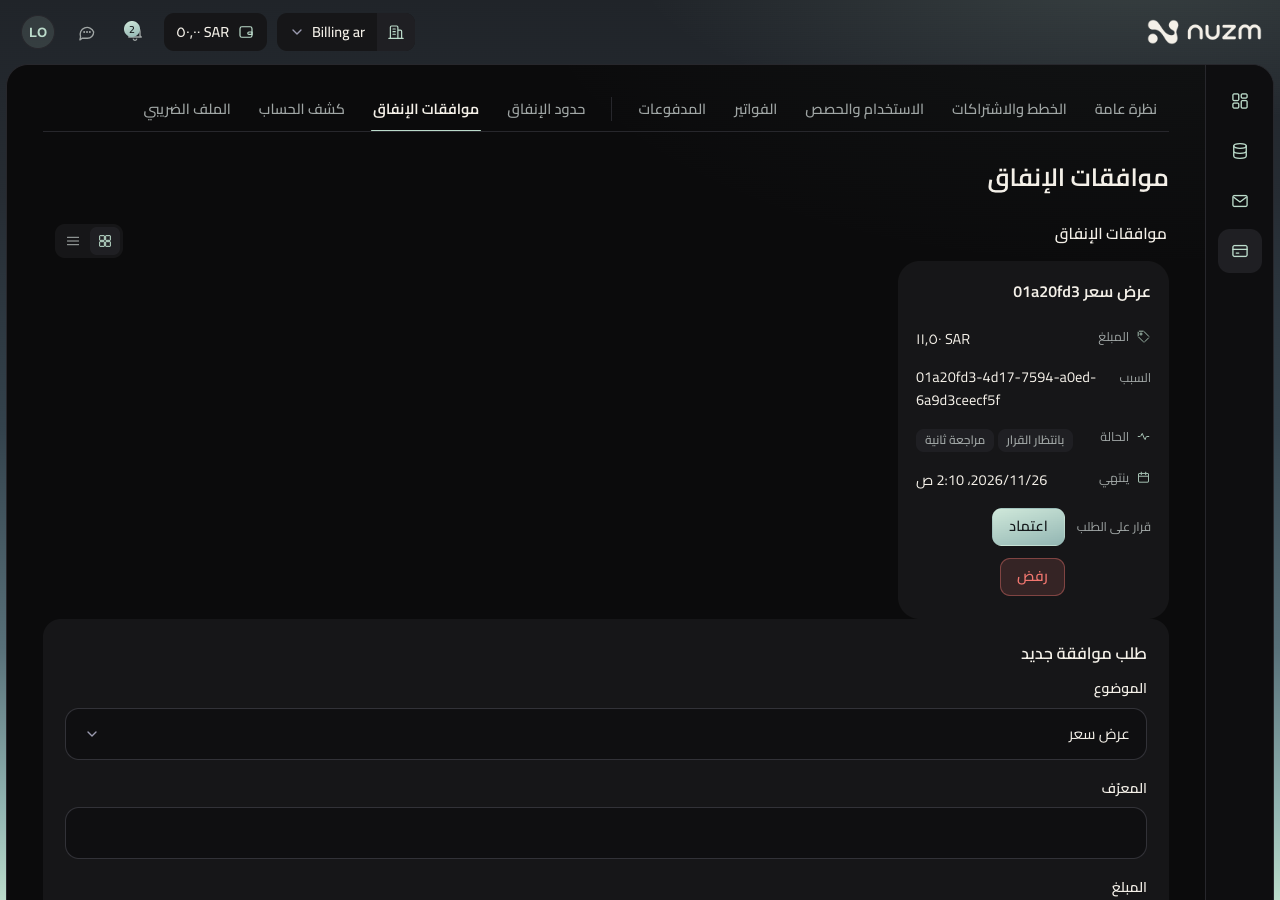 nuzm
Billing ar
٥٠,٠٠ SAR
2
LO
نظرة عامة
الخطط والاشتراكات
الاستخدام والحصص
الفواتير
المدفوعات
حدود الإنفاق
موافقات الإنفاق
كشف الحساب
الملف الضريبي
موافقات الإنفاق
موافقات الإنفاق
عرض سعر 01a20fd3
المبلغ
١١,٥٠ SAR
السبب
01a20fd3-4d17-7594-a0ed-
6a9d3ceecf5f
الحالة
بانتظار القرار
مراجعة ثانية
ينتهي
2026/11/26، 2:10 ص
قرار على الطلب
اعتماد
رفض
طلب موافقة جديد
الموضوع
عرض سعر
المعرّف
المبلغ